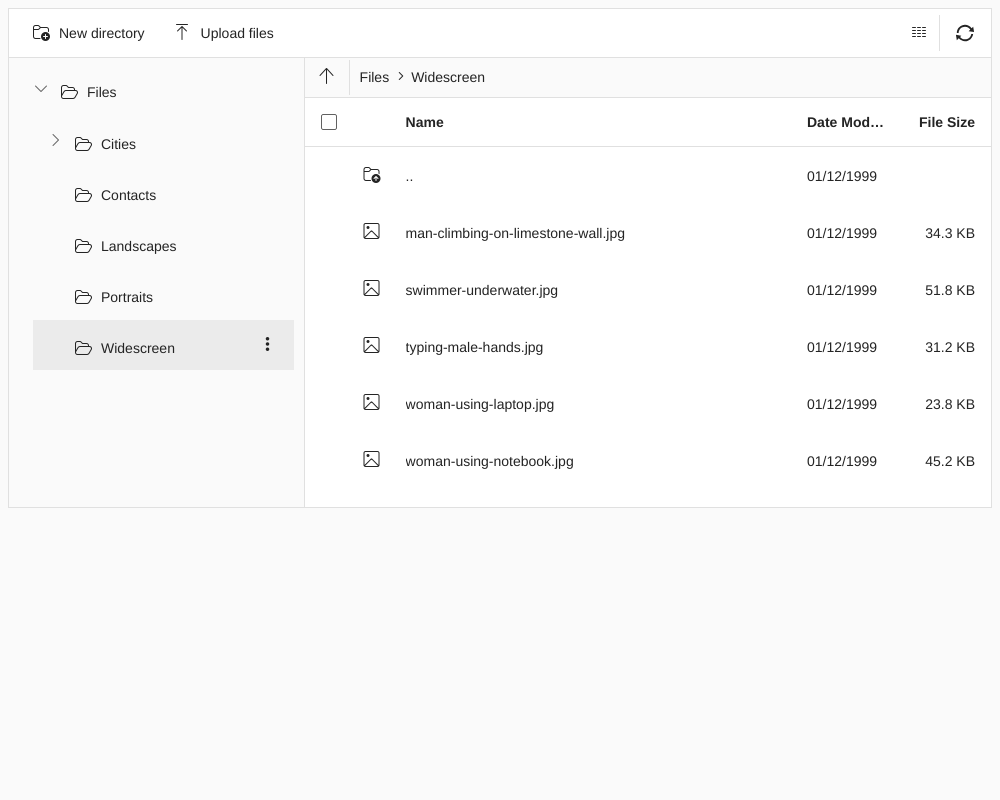 New directory
Upload files
Files
Cities
Contacts
Landscapes
Portraits
Widescreen
Files
Widescreen
Name Date Mod… File Size
.. 01/12/1999
man-climbing-on-limestone-wall.jpg 01/12/1999 34.3 KB
swimmer-underwater.jpg 01/12/1999 51.8 KB
typing-male-hands.jpg 01/12/1999 31.2 KB
woman-using-laptop.jpg 01/12/1999 23.8 KB
woman-using-notebook.jpg 01/12/1999 45.2 KB